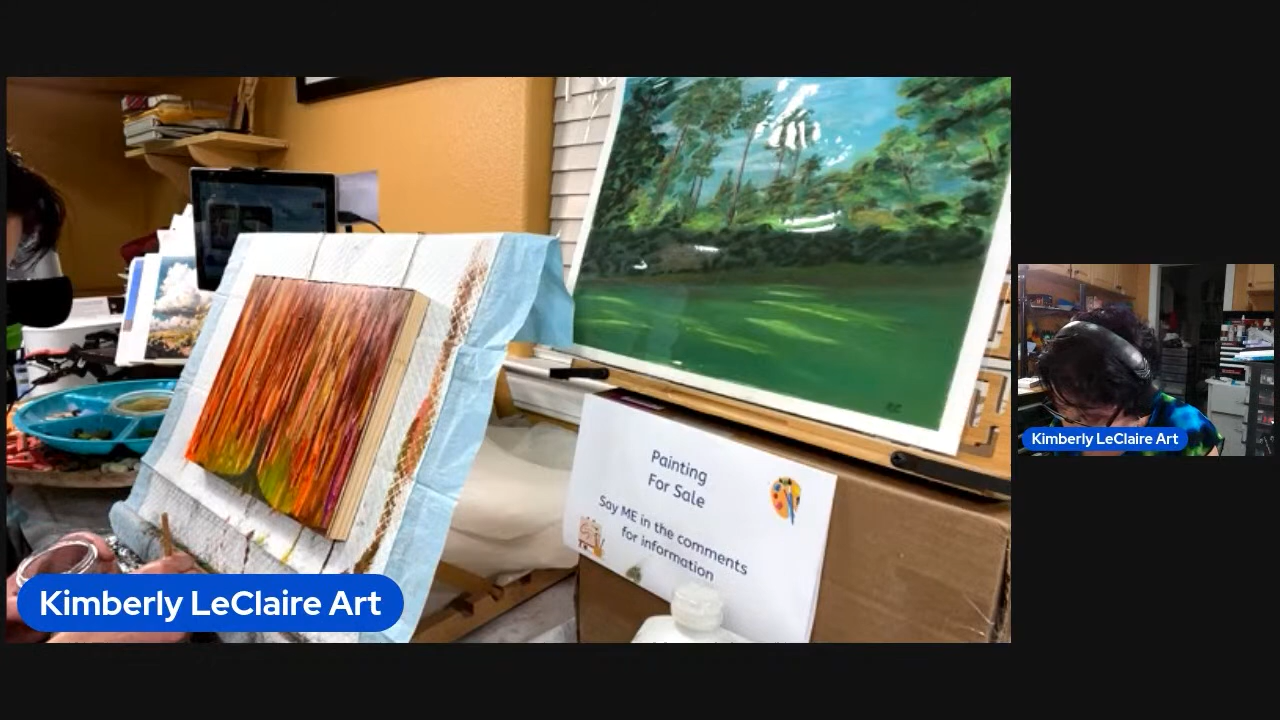 Painting
For Sale
Say ME in the comments
for information
Kimberly LeClaire Art
Kimberly LeClaire Art